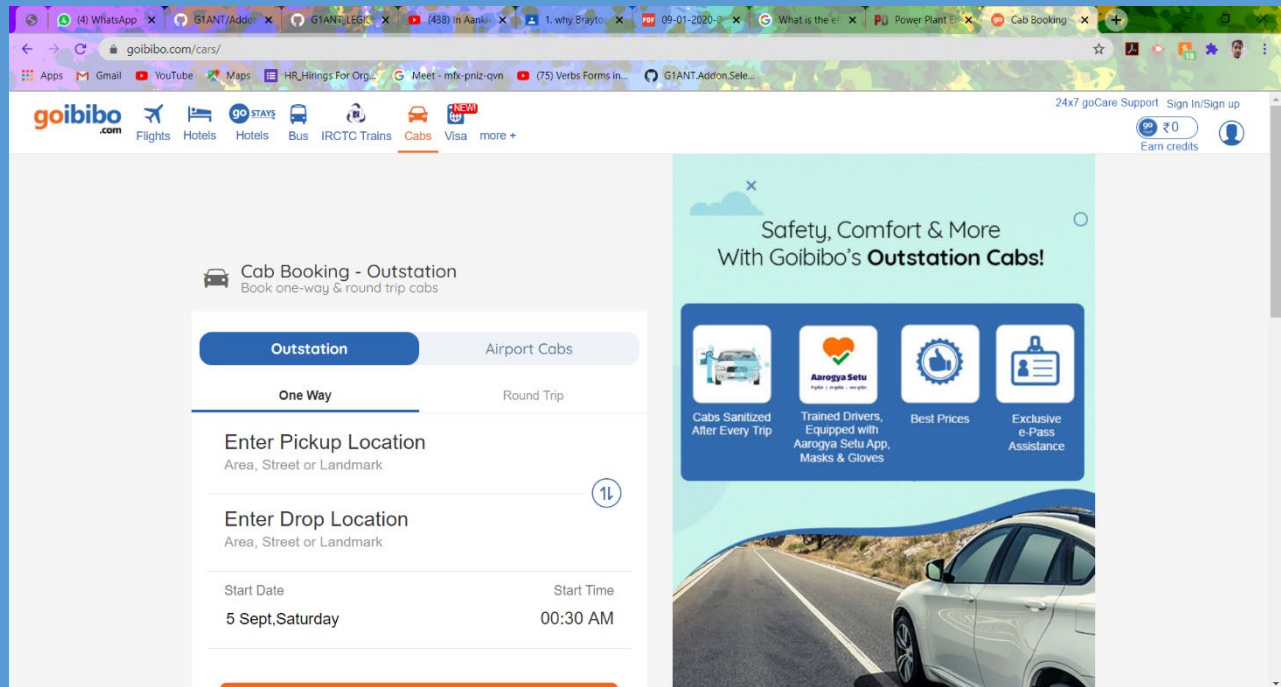 (4) WhatsApp
G1ANT/Addo
G1ANT_LEGIO
(438) In Aankh
1. why Brayto
09-01-2020-
What is the e
Power Plant E
Cab Booking -
goibibo.com/cars/
Apps
Gmail
YouTube
Maps
HR_Hirings For Org...
Meet - mfx-pniz-qvn
(75) Verbs Forms in...
G1ANT.Addon.Sele...
goibibo
.com
Flights
Hotels
go STAYS
Hotels
Bus
IRCTC Trains
Cabs
NEW!
Visa
more +
24x7 goCare Support
Sign In/Sign up
go ₹0
Earn credits
Cab Booking - Outstation
Book one-way & round trip cabs
Outstation
Airport Cabs
One Way
Round Trip
Enter Pickup Location
Area, Street or Landmark
Enter Drop Location
Area, Street or Landmark
Start Date
Start Time
5 Sept,Saturday
00:30 AM
Safety, Comfort & More
With Goibibo's Outstation Cabs!
Aarogya Setu
Cabs Sanitized
After Every Trip
Trained Drivers,
Equipped with
Aarogya Setu App,
Masks & Gloves
Best Prices
Exclusive
e-Pass
Assistance